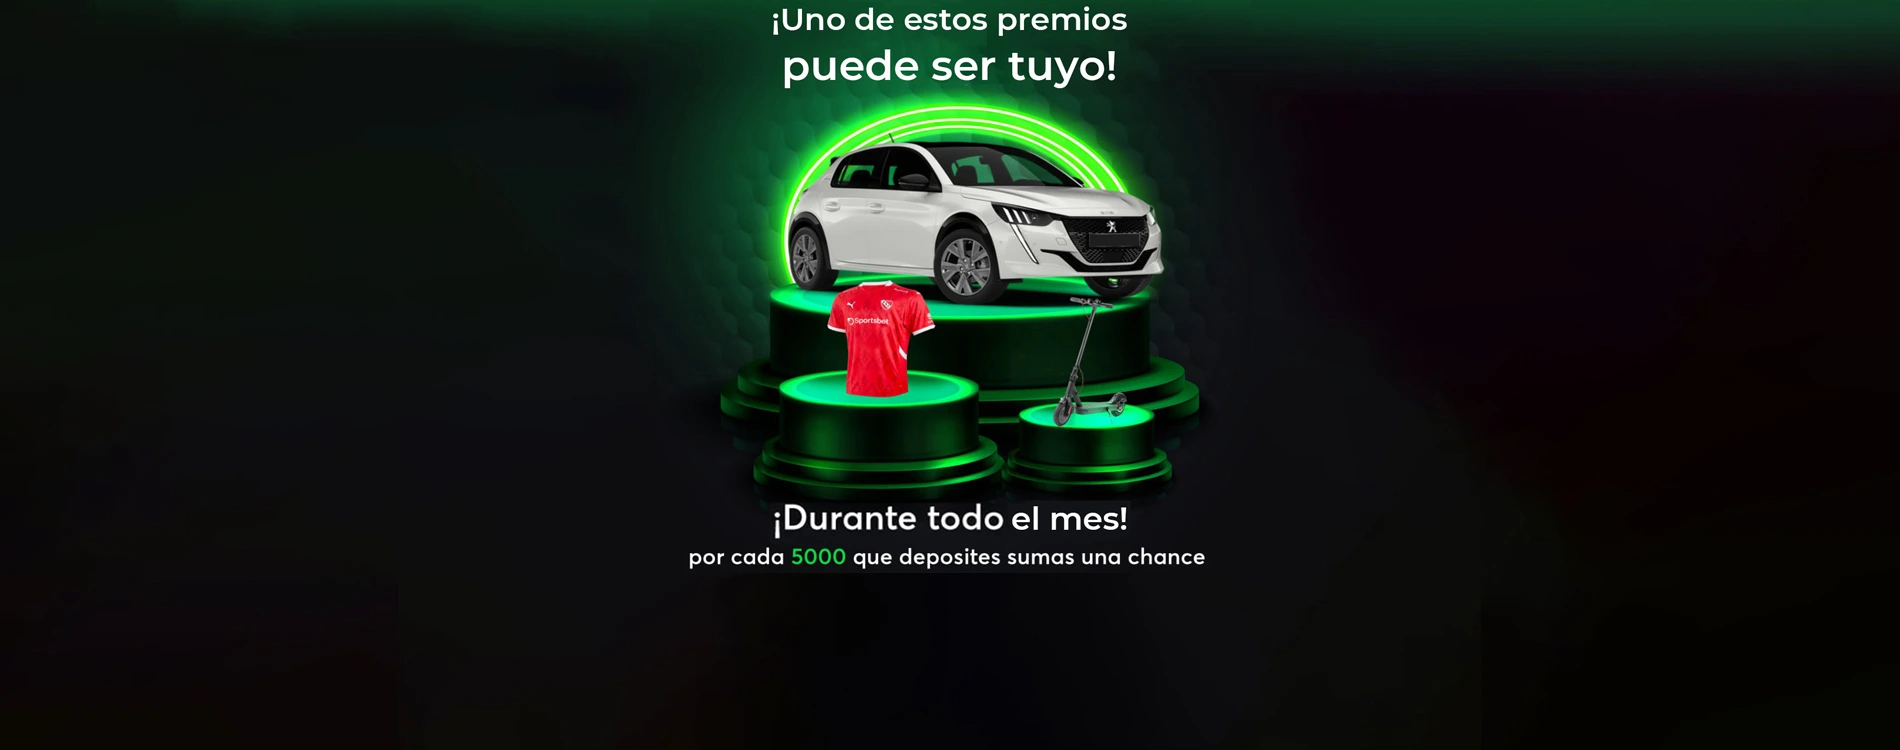 ¡Uno de estos premios
puede ser tuyo!
Sportsbet
¡Durante todo el mes!
por cada 5000 que deposites sumas una chance